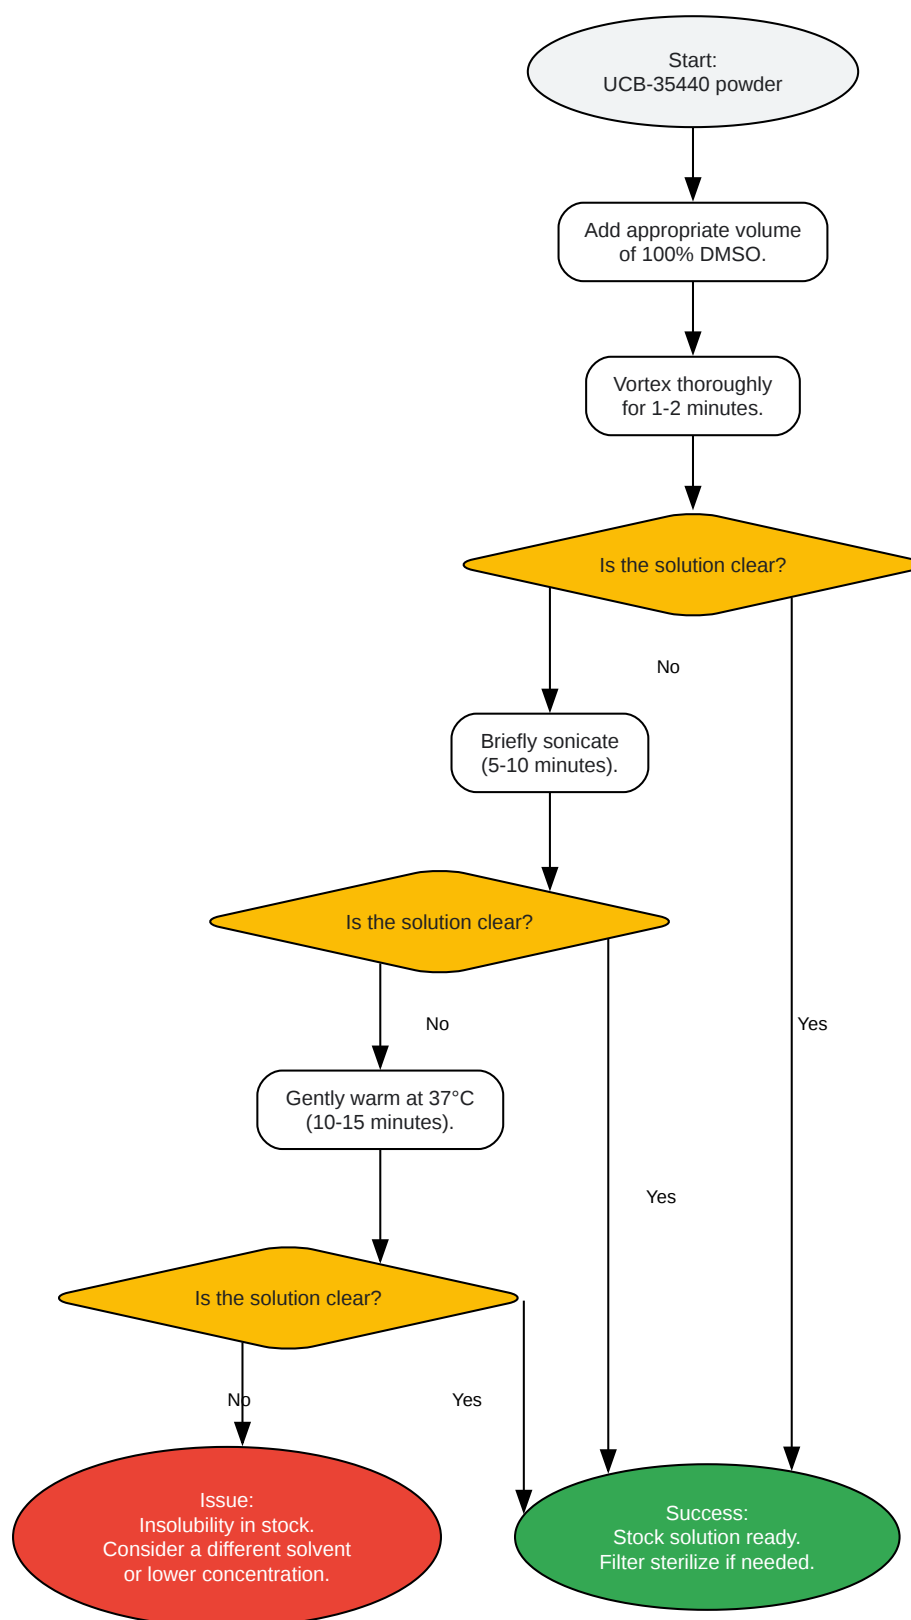 Start:
UCB-35440 powder
Add appropriate volume
of 100% DMSO.
Vortex thoroughly
for 1-2 minutes.
Is the solution clear?
No
Briefly sonicate
(5-10 minutes).
Is the solution clear?
No
Yes
Gently warm at 37°C
(10-15 minutes).
Yes
Is the solution clear?
No
Yes
Issue:
Insolubility in stock.
Consider a different solvent
or lower concentration.
Success:
Stock solution ready.
Filter sterilize if needed.